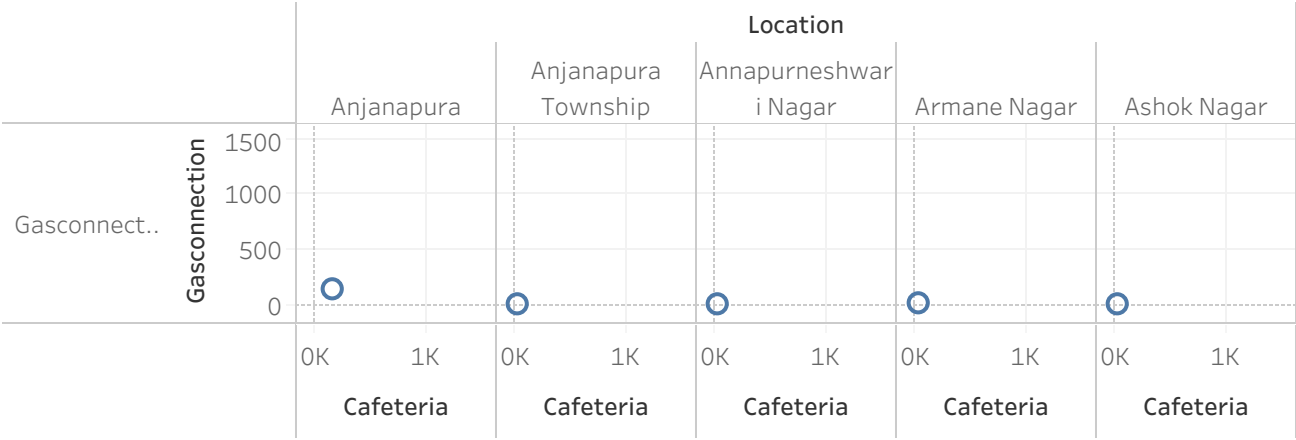 Location
Anjanapura
Anjanapura
Township
Annapurneshwar
i Nagar
Armane Nagar
Ashok Nagar
Gasconnect..
Gasconnection
1500
1000
500
0
0K 1K 0K 1K 0K 1K 0K 1K 0K 1K
Cafeteria Cafeteria Cafeteria Cafeteria Cafeteria